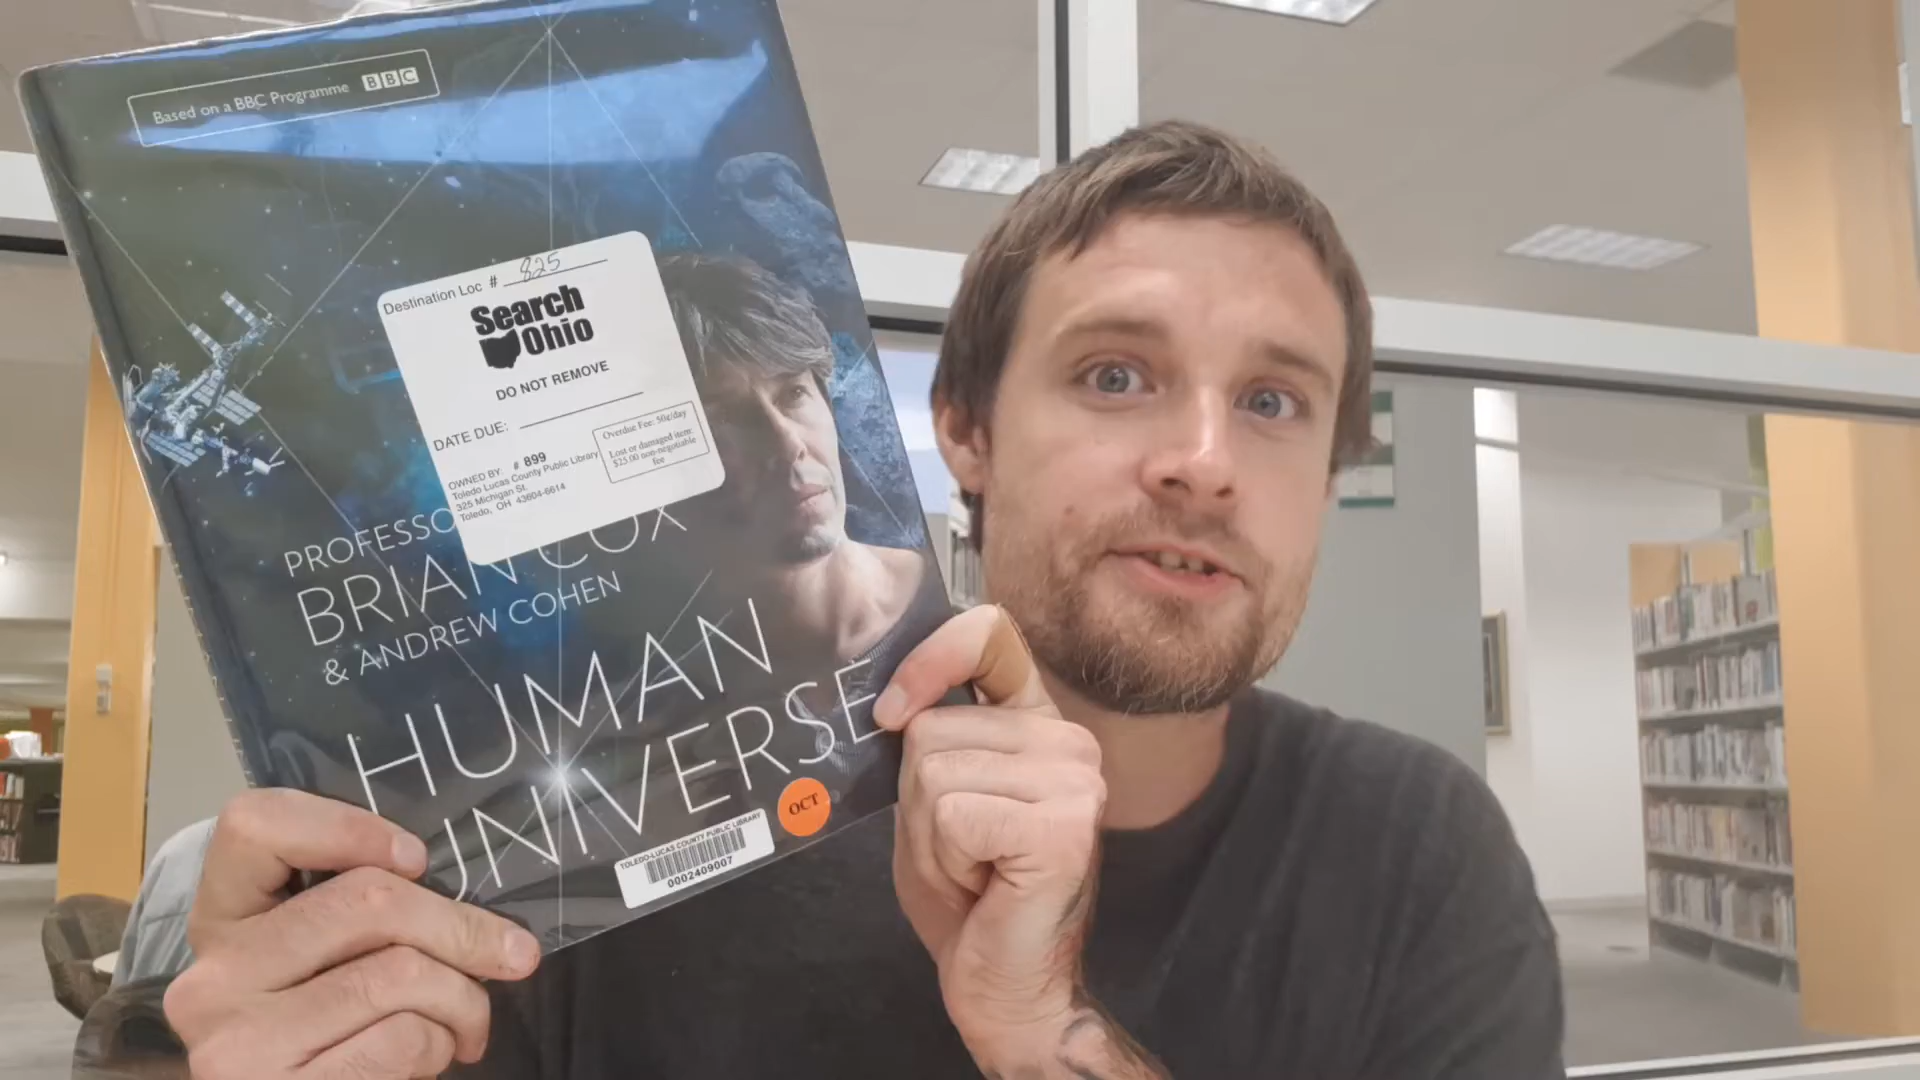 Based on a BBC Programme BBC
Destination Loc # 825
Search
Ohio
DO NOT REMOVE
DATE DUE:
OWNED BY: # 899
Toledo Lucas County Public Library
325 Michigan St.
Toledo, OH 43604-6614
Overdue Fee: 50¢/day
Lost or damaged item:
$25.00 non-negotiable
fee
PROFESSO
BRIAN COX
& ANDREW COHEN
HUMAN
UNIVERSE
OCT
TOLEDO-LUCAS COUNTY PUBLIC LIBRARY
0002409007